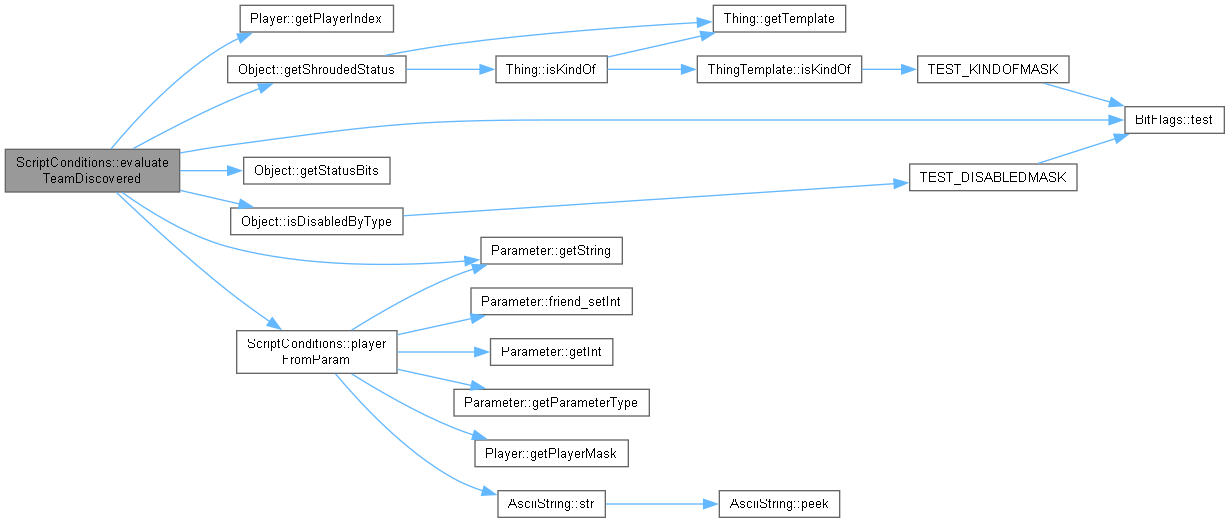 Player::getPlayerIndex
Thing::getTemplate
Object::getShroudedStatus
Thing::isKindOf
ThingTemplate::isKindOf
TEST_KINDOFMASK
BitFlags::test
ScriptConditions::evaluate
TeamDiscovered
Object::getStatusBits
TEST_DISABLEDMASK
Object::isDisabledByType
Parameter::getString
Parameter::friend_setInt
ScriptConditions::player
FromParam
Parameter::getInt
Parameter::getParameterType
Player::getPlayerMask
AsciiString::str
AsciiString::peek